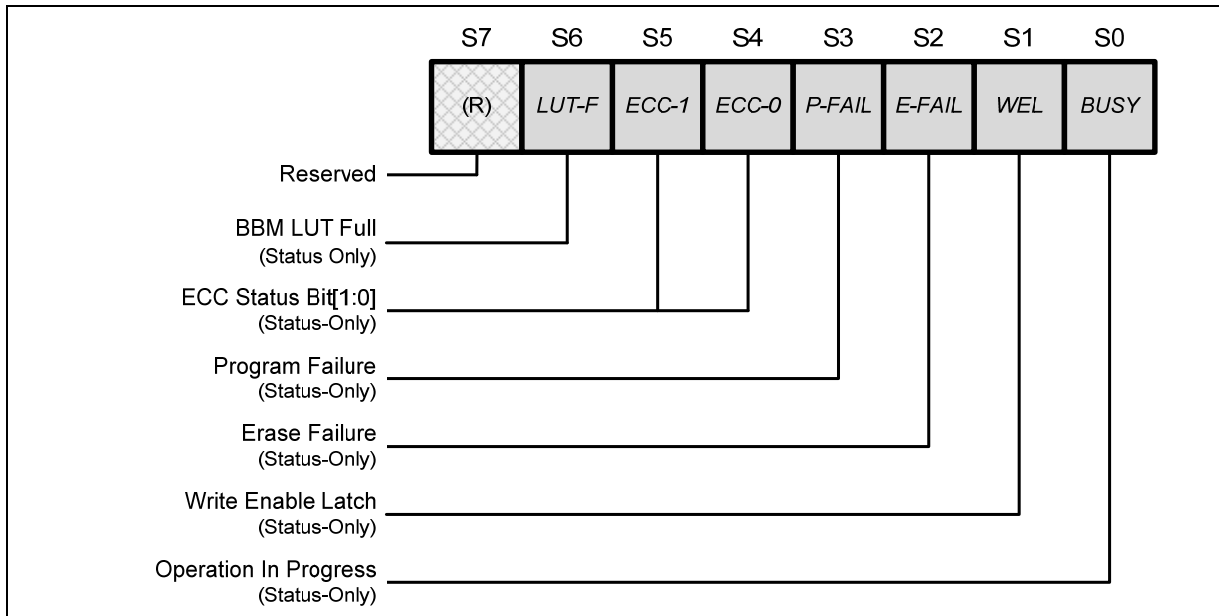 S7 S6 S5 S4 S3 S2 S1 S0
(R) LUT-F ECC-1 ECC-0 P-FAIL E-FAIL WEL BUSY
Reserved
BBM LUT Full
(Status Only)
ECC Status Bit[1:0]
(Status-Only)
Program Failure
(Status-Only)
Erase Failure
(Status-Only)
Write Enable Latch
(Status-Only)
Operation In Progress
(Status-Only)